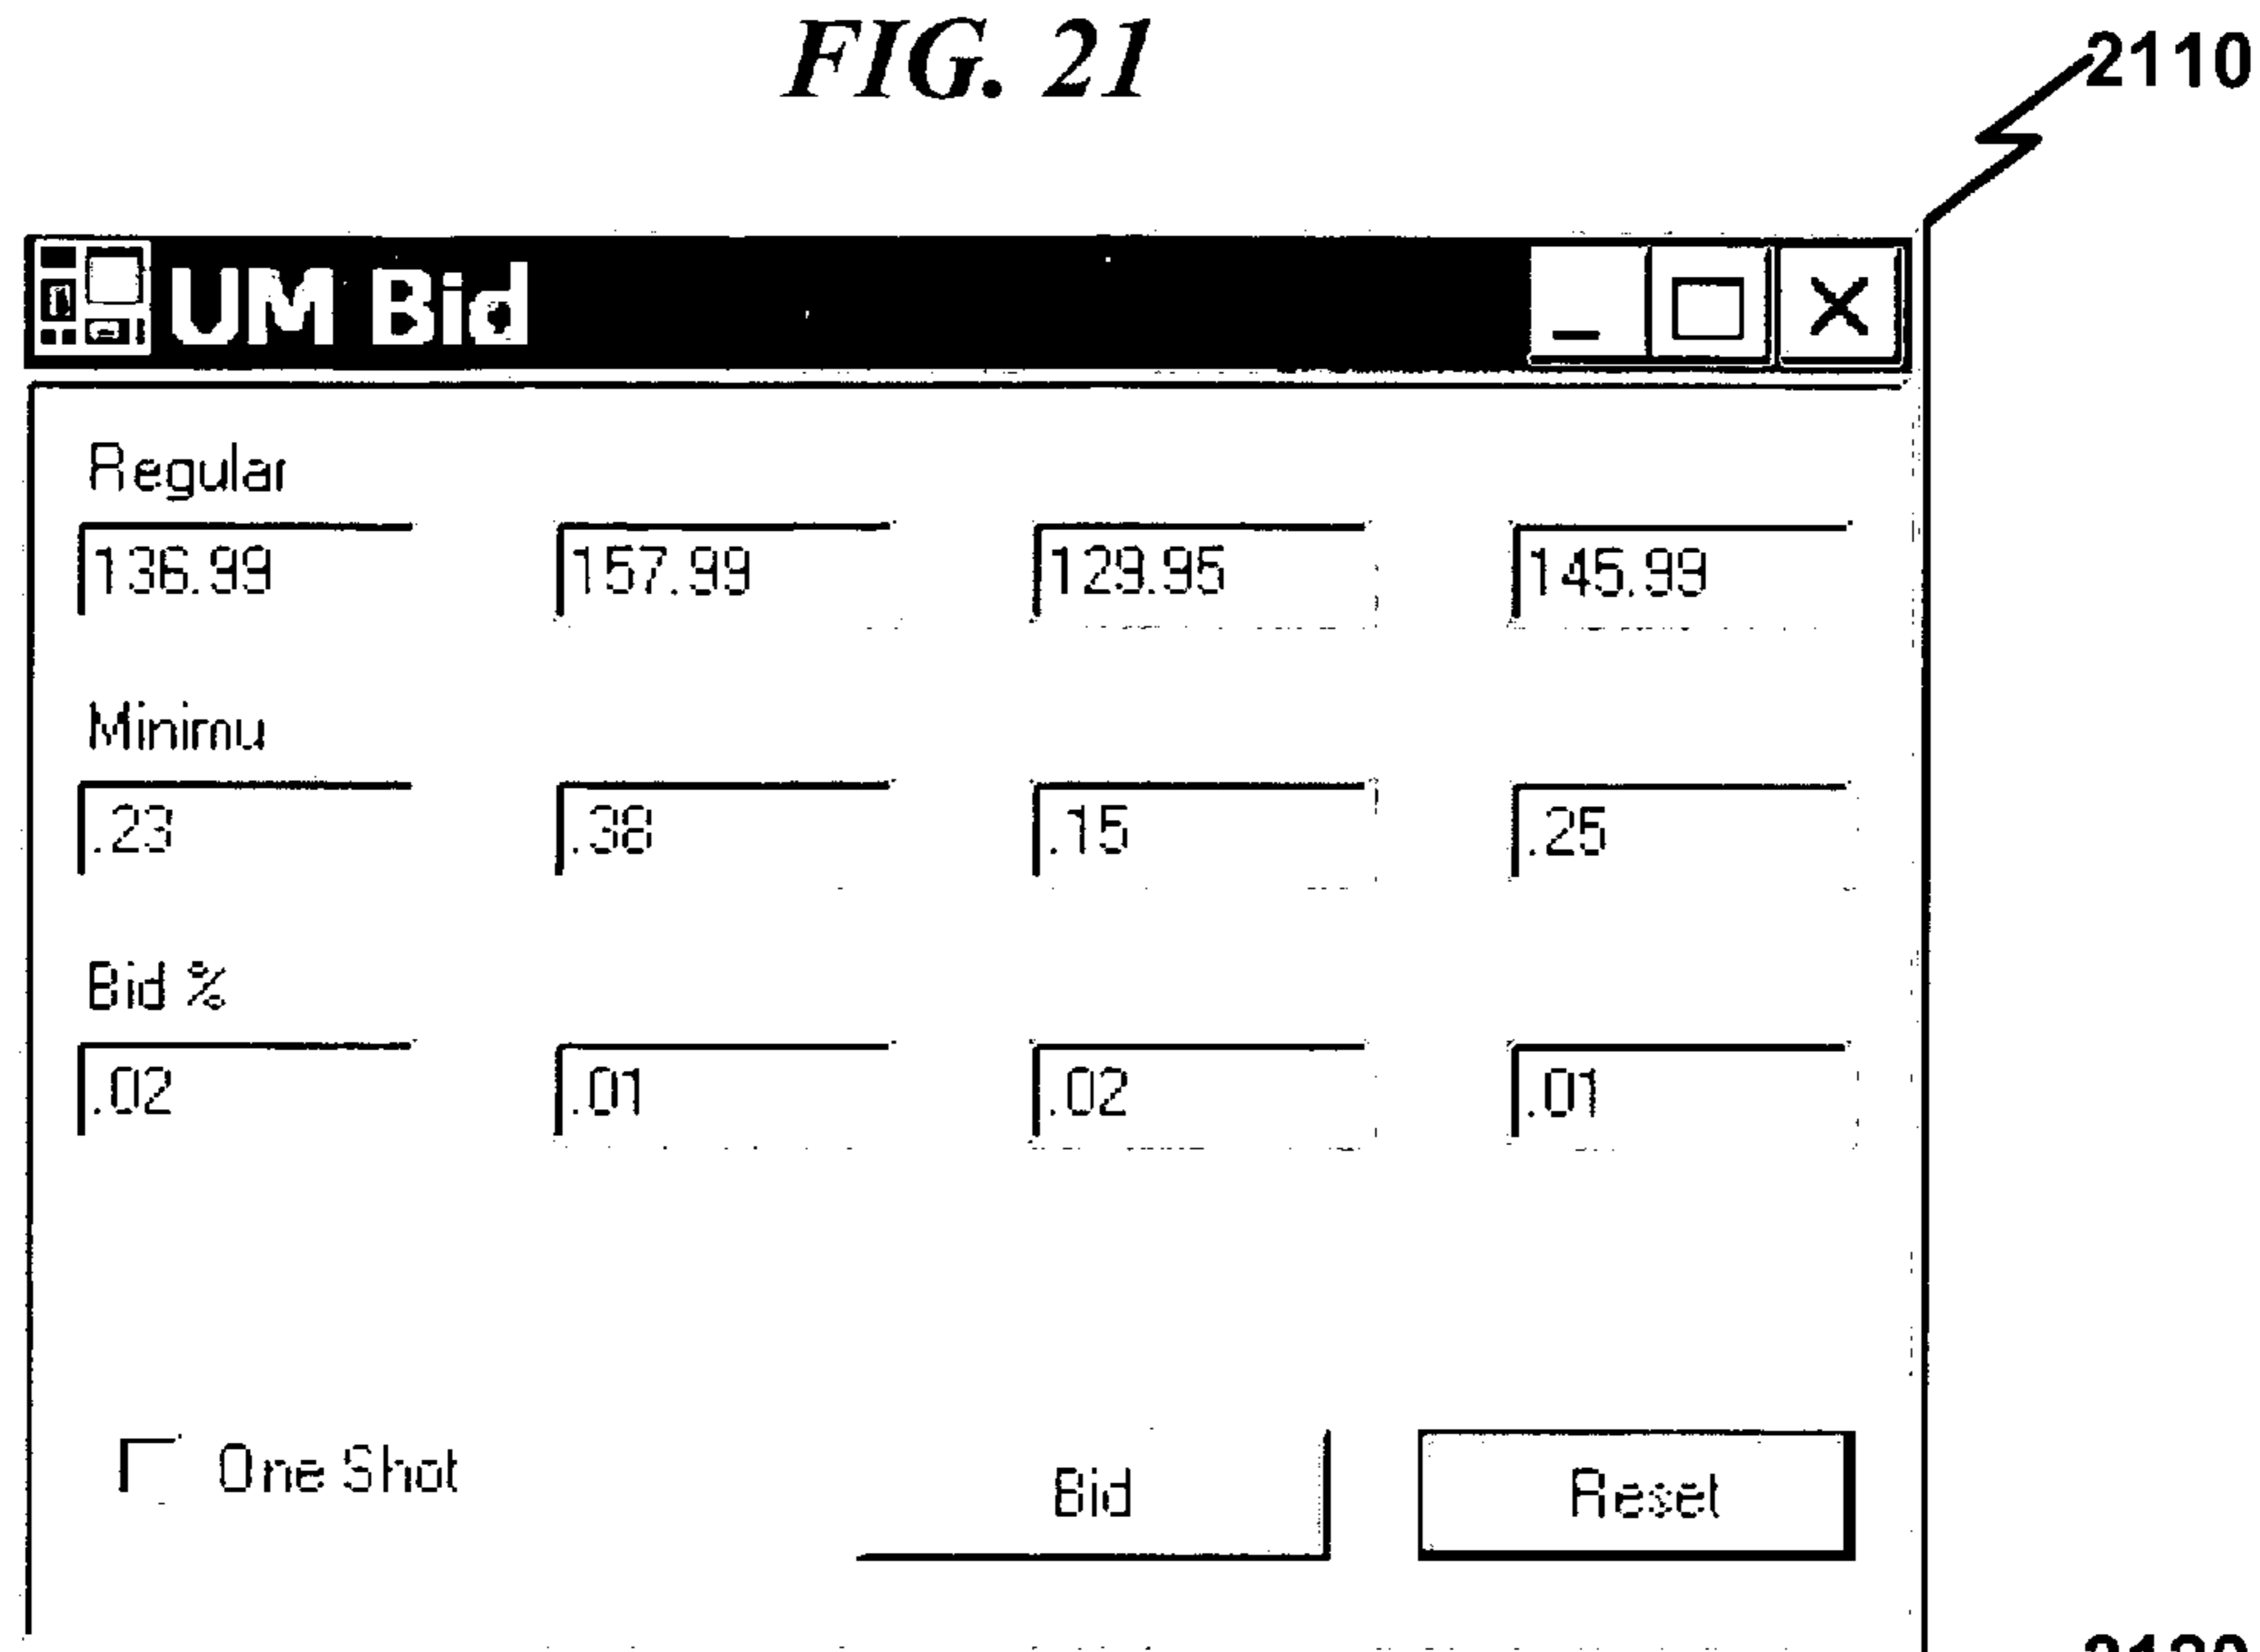 FIG. 21
2110
UM Bid
Regular
136.99 157.99 129.95 145.99
Minimu
.23 .38 .15 .25
Bid %
.02 .01 .02 .01
One Shot Bid Reset